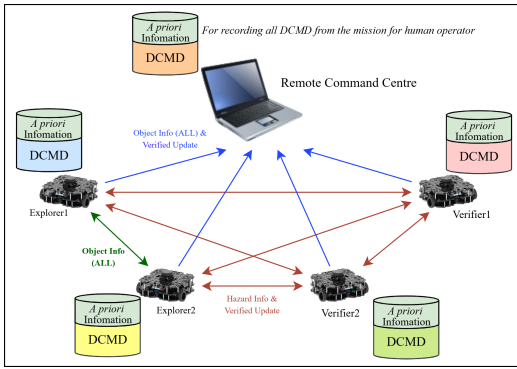 A priori
Infomation
DCMD
For recording all DCMD from the mission for human operator
Remote Command Centre
A priori
Infomation
DCMD
Explorer1
Object Info (ALL) &
Verified Update
A priori
Infomation
DCMD
Verifier1
Object Info
(ALL)
Explorer2
Hazard Info &
Verified Update
Verifier2
A priori
Infomation
DCMD
A priori
Infomation
DCMD